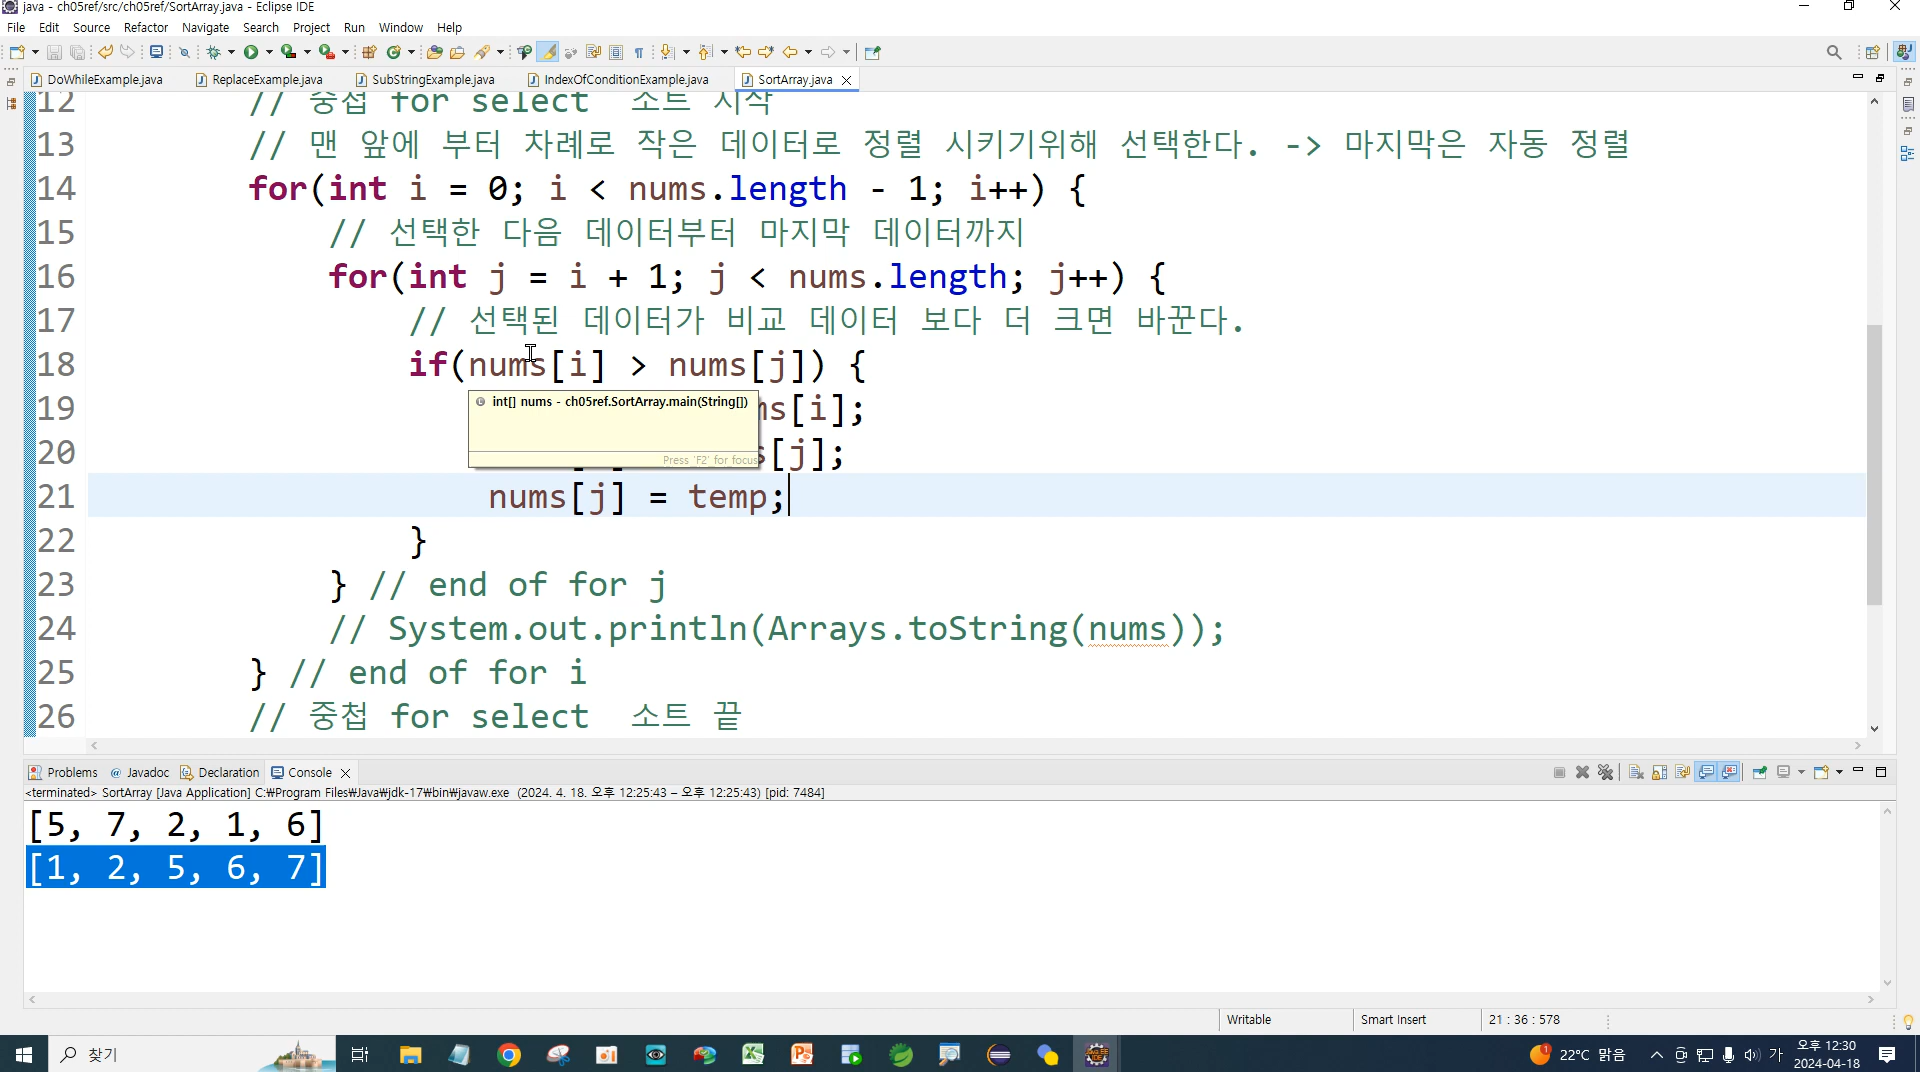 java - ch05ref/src/ch05ref/SortArray.java - Eclipse IDE
File Edit Source Refactor Navigate Search Project Run Window Help
DoWhileExample.java ReplaceExample.java SubStringExample.java IndexOfConditionExample.java SortArray.java
12 // 중첩 for select 소트 시작
13 // 맨 앞에 부터 차례로 작은 데이터로 정렬 시키기위해 선택한다. -> 마지막은 자동 정렬
14 for(int i = 0; i < nums.length - 1; i++) {
15 // 선택한 다음 데이터부터 마지막 데이터까지
16 for(int j = i + 1; j < nums.length; j++) {
17 // 선택된 데이터가 비교 데이터 보다 더 크면 바꾼다.
18 if(nums[i] > nums[j]) {
int[] nums - ch05ref.SortArray.main(String[])
19 ms[i];
Press 'F2' for focus
20 s[j];
21 nums[j] = temp;
22 }
23 } // end of for j
24 // System.out.println(Arrays.toString(nums));
25 } // end of for i
26 // 중첩 for select 소트 끝
Problems @ Javadoc Declaration Console
<terminated> SortArray [Java Application] C:₩Program Files₩Java₩jdk-17₩bin₩javaw.exe (2024. 4. 18. 오후 12:25:43 – 오후 12:25:43) [pid: 7484]
[5, 7, 2, 1, 6]
[1, 2, 5, 6, 7]
Writable Smart Insert 21 : 36 : 578
찾기 22°C 맑음 가 오후 12:30
2024-04-18